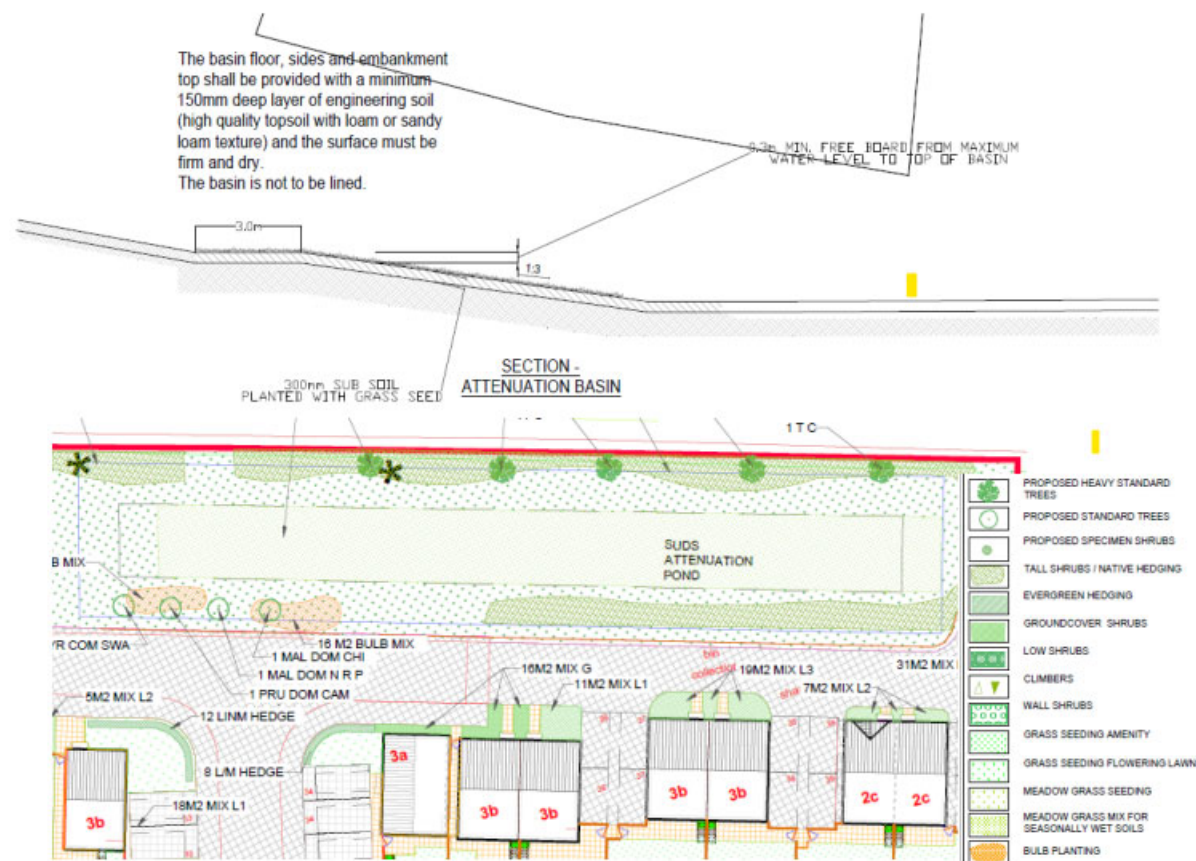 The basin floor, sides and embankment
top shall be provided with a minimum
150mm deep layer of engineering soil
(high quality topsoil with loam or sandy
loam texture) and the surface must be
firm and dry.
The basin is not to be lined.
0.3m MIN. FREE BOARD FROM MAXIMUM
WATER LEVEL TO TOP OF BASIN
3.0m
1:3
SECTION -
ATTENUATION BASIN
300mm SUB SOIL
PLANTED WITH GRASS SEED
1 T C
SUDS
ATTENUATION
POND
B MIX
YR COM SWA
16 M2 BULB MIX
1 MAL DOM CHI
1 MAL DOM N R P
1 PRU DOM CAM
5M2 MIX L2
12 LINM HEDGE
8 L/M HEDGE
18M2 MIX L1
16M2 MIX G
11M2 MIX L1
bin
collection
19M2 MIX L3
7M2 MIX L2
31M2 MIX
3b
3a
3b
3b
3b
3b
2c
2c
PROPOSED HEAVY STANDARD
TREES
PROPOSED STANDARD TREES
PROPOSED SPECIMEN SHRUBS
TALL SHRUBS / NATIVE HEDGING
EVERGREEN HEDGING
GROUNDCOVER SHRUBS
LOW SHRUBS
CLIMBERS
WALL SHRUBS
GRASS SEEDING AMENITY
GRASS SEEDING FLOWERING LAWN
MEADOW GRASS SEEDING
MEADOW GRASS MIX FOR
SEASONALLY WET SOILS
BULB PLANTING